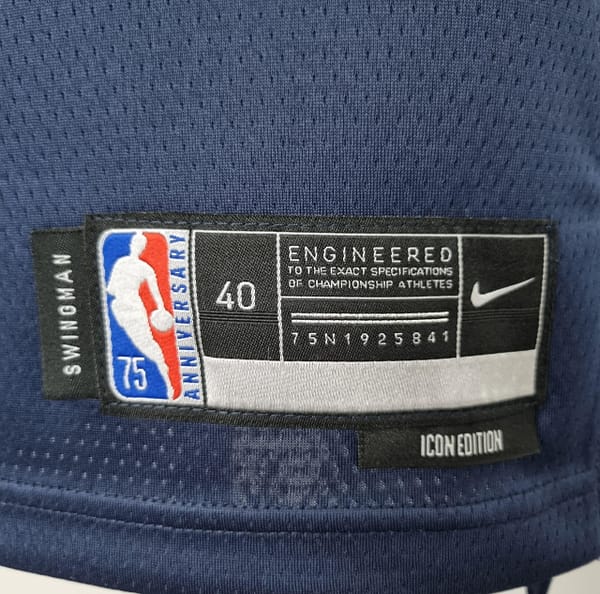 SWINGMAN
75
ANNIVERSARY
40
ENGINEERED
TO THE EXACT SPECIFICATIONS
OF CHAMPIONSHIP ATHLETES
75N1925841
ICON EDITION